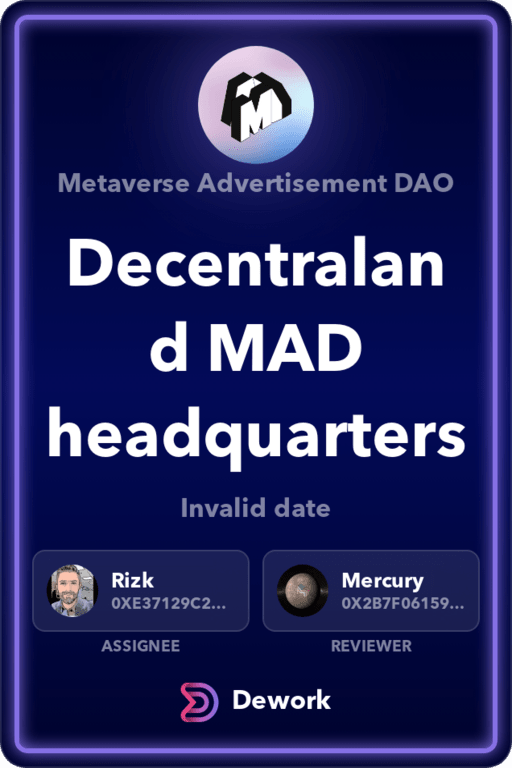 M
Metaverse Advertisement DAO
Decentralan
d MAD
headquarters
Invalid date
Rizk
0XE37129C2...
Mercury
0X2B7F06159...
ASSIGNEE
REVIEWER
Dework